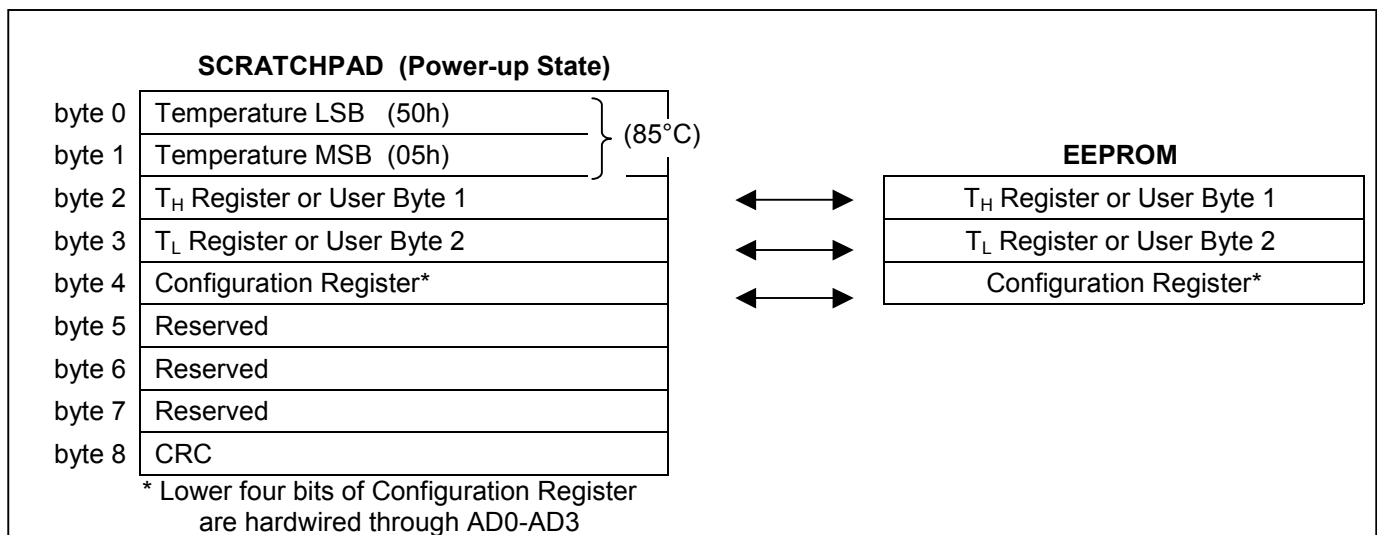 SCRATCHPAD (Power-up State)
byte 0 Temperature LSB (50h)
(85°C)
byte 1 Temperature MSB (05h)
EEPROM
byte 2 TH Register or User Byte 1
TH Register or User Byte 1
byte 3 TL Register or User Byte 2
TL Register or User Byte 2
byte 4 Configuration Register*
Configuration Register*
byte 5 Reserved
byte 6 Reserved
byte 7 Reserved
byte 8 CRC
* Lower four bits of Configuration Register
are hardwired through AD0-AD3